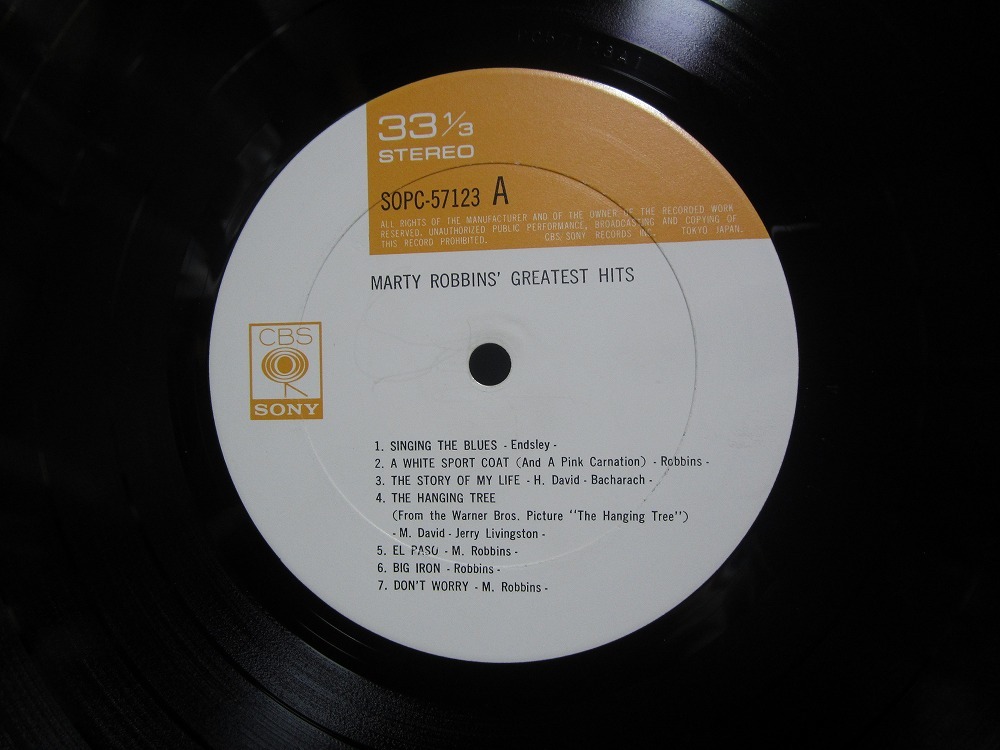 33 1/3
STEREO
SOPC-57123 A
ALL RIGHTS OF THE MANUFACTURER AND OF THE OWNER OF THE RECORDED WORK
RESERVED. UNAUTHORIZED PUBLIC PERFORMANCE, BROADCASTING AND COPYING OF
THIS RECORD PROHIBITED. CBS/SONY RECORDS INC. TOKYO JAPAN.
MARTY ROBBINS' GREATEST HITS
CBS
SONY
1. SINGING THE BLUES - Endsley -
2. A WHITE SPORT COAT (And A Pink Carnation) - Robbins -
3. THE STORY OF MY LIFE - H. David - Bacharach -
4. THE HANGING TREE
(From the Warner Bros. Picture "The Hanging Tree")
- M. David - Jerry Livingston -
5. EL PASO - M. Robbins -
6. BIG IRON - Robbins -
7. DON'T WORRY - M. Robbins -